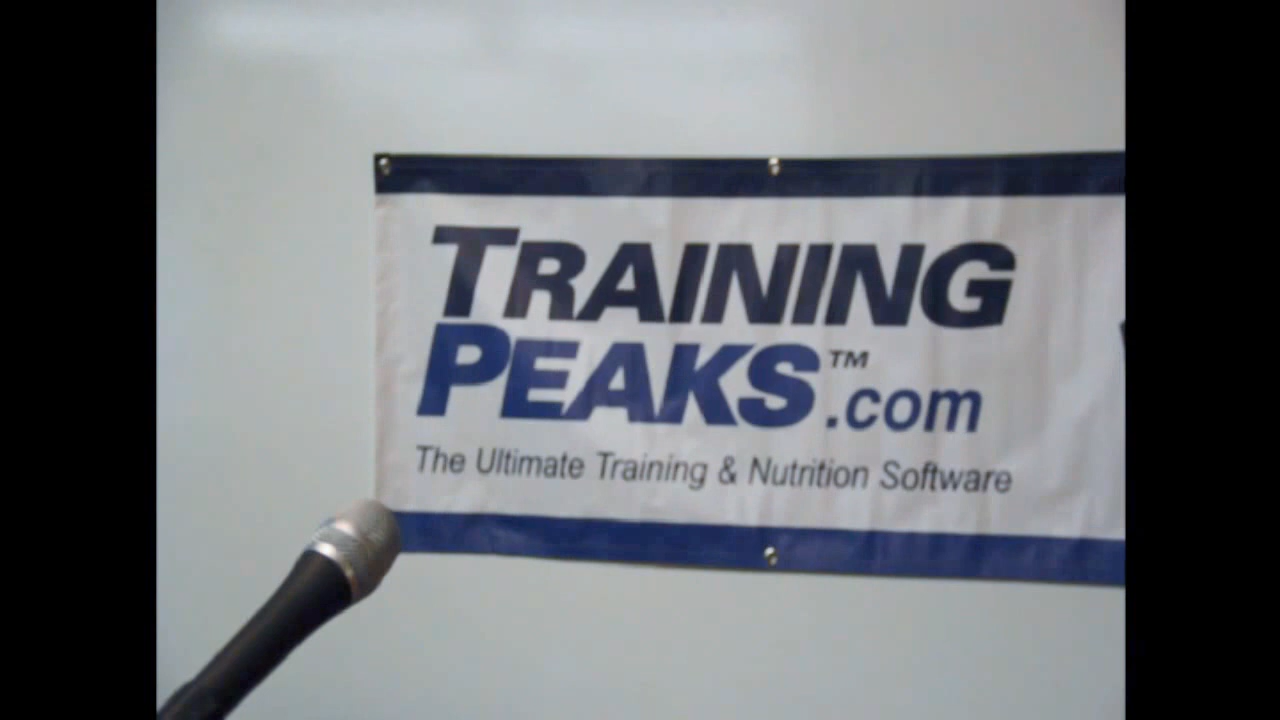 TRAINING
PEAKS™.com
The Ultimate Training & Nutrition Software